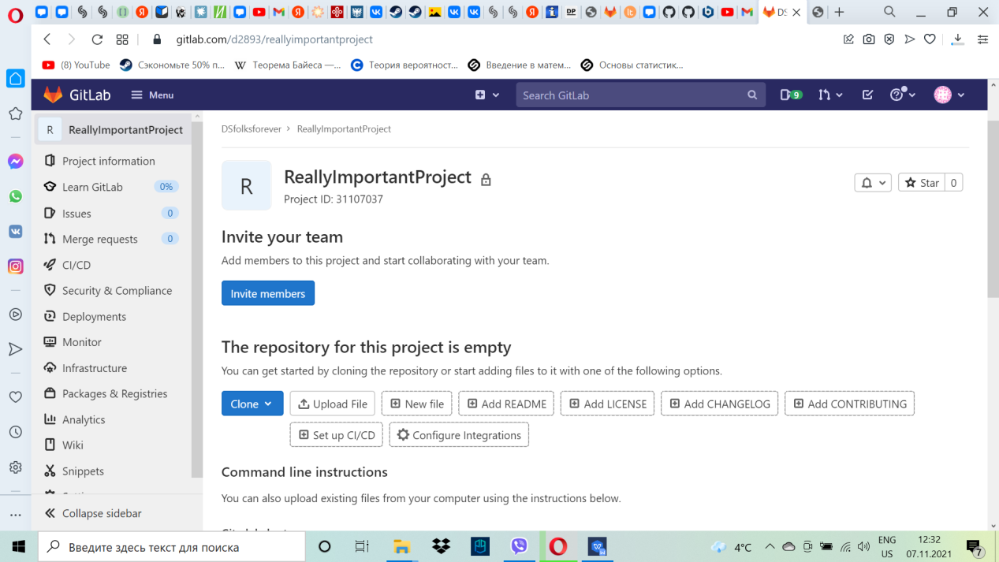 DS
gitlab.com/d2893/reallyimportantproject
(8) YouTube
Сэкономьте 50% п...
Теорема Байеса —...
Теория вероятност...
Введение в матем...
Основы статистик...
GitLab
Menu
Search GitLab
9
R
ReallyImportantProject
Project information
Learn GitLab 0%
Issues 0
Merge requests 0
CI/CD
Security & Compliance
Deployments
Monitor
Infrastructure
Packages & Registries
Analytics
Wiki
Snippets
Collapse sidebar
DSfolksforever › ReallyImportantProject
R
ReallyImportantProject
Project ID: 31107037
Star 0
Invite your team
Add members to this project and start collaborating with your team.
Invite members
The repository for this project is empty
You can get started by cloning the repository or start adding files to it with one of the following options.
Clone Upload File New file Add README Add LICENSE Add CHANGELOG Add CONTRIBUTING
Set up CI/CD Configure Integrations
Command line instructions
You can also upload existing files from your computer using the instructions below.
Введите здесь текст для поиска
4°C
ENG
US
12:32
07.11.2021
7